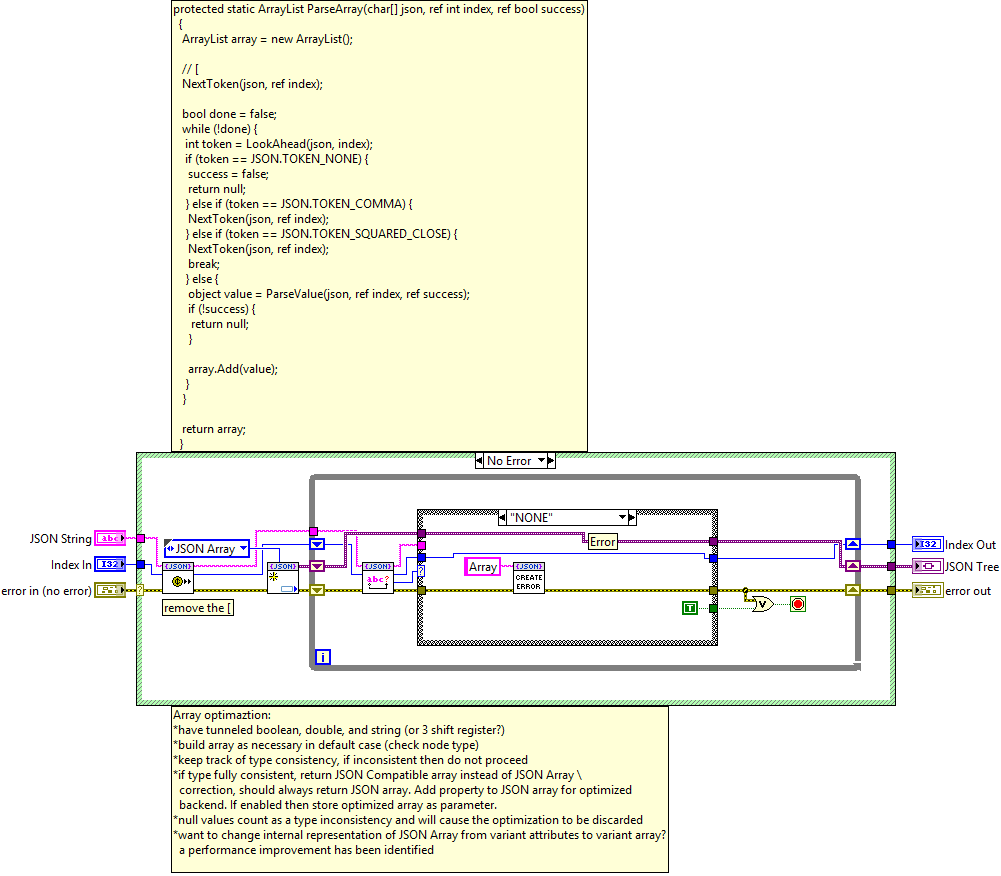 protected static ArrayList ParseArray(char[] json, ref int index, ref bool success)
{
ArrayList array = new ArrayList();
// [
NextToken(json, ref index);
bool done = false;
while (!done) {
int token = LookAhead(json, index);
if (token == JSON.TOKEN_NONE) {
success = false;
return null;
} else if (token == JSON.TOKEN_COMMA) {
NextToken(json, ref index);
} else if (token == JSON.TOKEN_SQUARED_CLOSE) {
NextToken(json, ref index);
break;
} else {
object value = ParseValue(json, ref index, ref success);
if (!success) {
return null;
}
array.Add(value);
}
}
return array;
}
No Error
"NONE"
JSON String
abc
JSON Array
Error
Index Out
I32
Index In
I32
{JSON}
{JSON}
{JSON}
abc?
Array
{JSON}
CREATE
ERROR
JSON Tree
error in (no error)
?
?
error out
remove the [
T
V
i
Array optimaztion:
*have tunneled boolean, double, and string (or 3 shift register?)
*build array as necessary in default case (check node type)
*keep track of type consistency, if inconsistent then do not proceed
*if type fully consistent, return JSON Compatible array instead of JSON Array \
correction, should always return JSON array. Add property to JSON array for optimized
backend. If enabled then store optimized array as parameter.
*null values count as a type inconsistency and will cause the optimization to be discarded
*want to change internal representation of JSON Array from variant attributes to variant array?
a performance improvement has been identified